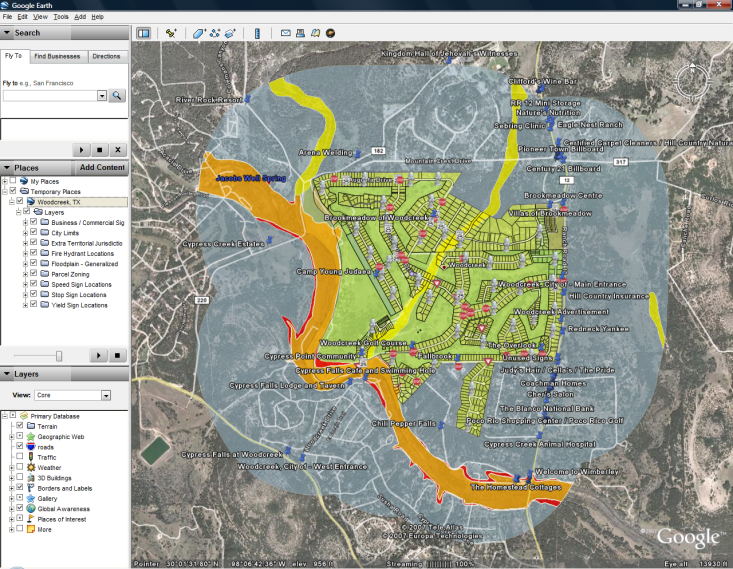 Google Earth
File Edit View Tools Add Help
Search
Fly To Find Businesses Directions
Fly to e.g., San Francisco
Places Add Content
My Places
Temporary Places
Woodcreek, TX
Layers
Business / Commercial Sig
City Limits
Extra Territorial Jurisdictio
Fire Hydrant Locations
Floodplain - Generalized
Parcel Zoning
Speed Sign Locations
Stop Sign Locations
Yield Sign Locations
Layers
View: Core
Primary Database
Terrain
Geographic Web
roads
Traffic
Weather
3D Buildings
Borders and Labels
Gallery
Global Awareness
Places of Interest
More
Kingdom Hall of Jehovah's Witnesses
Clifford's Wine Bar
River Rock Resort
RR 12 Mini Storage
Nature's Nutrition
Sebring Clinic
Eagle Nest Ranch
Certified Carpet Cleaners / Hill Country Natura
Pioneer Town Billboard
Arena Welding
182
Mountain Crest Drive
317
Century 21 Billboard
Jacobs Well Spring
12
Brookmeadow Centre
Brookmeadow of Woodcreek
Villas of Brookmeadow
Cypress Creek Estates
Woodcreek
Camp Young Judaea
Woodcreek, City of - Main Entrance
Hill Country Insurance
320
Woodcreek Advertisement
Redneck Yankee
Woodcreek Golf Course
The Overlook
Cypress Point Community
Fallbrook
Unused Signs
Cypress Falls Cafe and Swimming Hole
Judy's Hair / Celia's / The Pride
Cypress Falls Lodge and Tavern
Coachman Homes
Cher's Salon
The Blanco National Bank
Chill Pepper Falls
Poco Rio Shopping Center / Poco Rico Golf
Woodcreek Drive
Cypress Creek Animal Hospital
Cypress Falls at Woodcreek
Woodcreek, City of - West Entrance
Welcome to Wimberley
The Homestead Cottages
© 2007 Tele Atlas
© 2007 Europa Technologies
Google
Pointer 30°01'31.80" N 98°06'42.36" W elev 956 ft Streaming 100% Eye alt 13930 ft